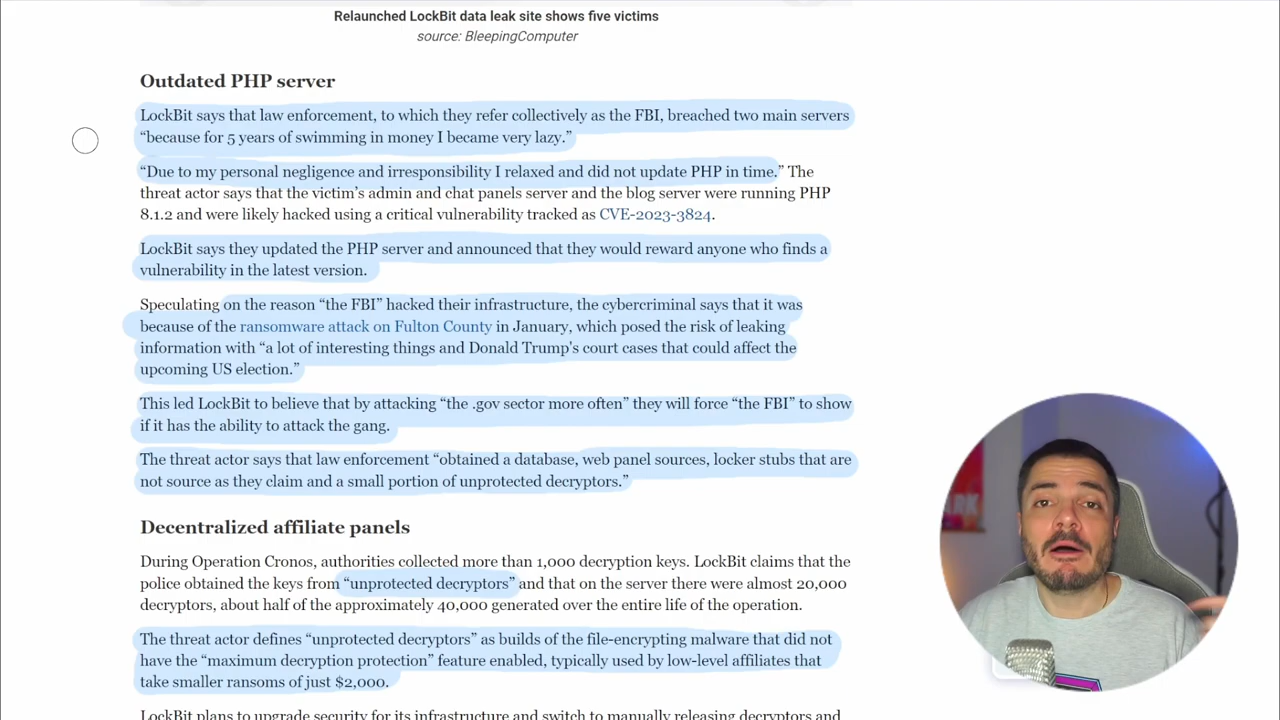 Relaunched LockBit data leak site shows five victims
source: BleepingComputer
Outdated PHP server
LockBit says that law enforcement, to which they refer collectively as the FBI, breached two main servers
“because for 5 years of swimming in money I became very lazy.”
“Due to my personal negligence and irresponsibility I relaxed and did not update PHP in time.” The
threat actor says that the victim’s admin and chat panels server and the blog server were running PHP
8.1.2 and were likely hacked using a critical vulnerability tracked as CVE-2023-3824.
LockBit says they updated the PHP server and announced that they would reward anyone who finds a
vulnerability in the latest version.
Speculating on the reason “the FBI” hacked their infrastructure, the cybercriminal says that it was
because of the ransomware attack on Fulton County in January, which posed the risk of leaking
information with “a lot of interesting things and Donald Trump's court cases that could affect the
upcoming US election.”
This led LockBit to believe that by attacking “the .gov sector more often” they will force “the FBI” to show
if it has the ability to attack the gang.
The threat actor says that law enforcement “obtained a database, web panel sources, locker stubs that are
not source as they claim and a small portion of unprotected decryptors.”
Decentralized affiliate panels
During Operation Cronos, authorities collected more than 1,000 decryption keys. LockBit claims that the
police obtained the keys from “unprotected decryptors” and that on the server there were almost 20,000
decryptors, about half of the approximately 40,000 generated over the entire life of the operation.
The threat actor defines “unprotected decryptors” as builds of the file-encrypting malware that did not
have the “maximum decryption protection” feature enabled, typically used by low-level affiliates that
take smaller ransoms of just $2,000.
LockBit plans to upgrade security for its infrastructure and switch to manually releasing decryptors and